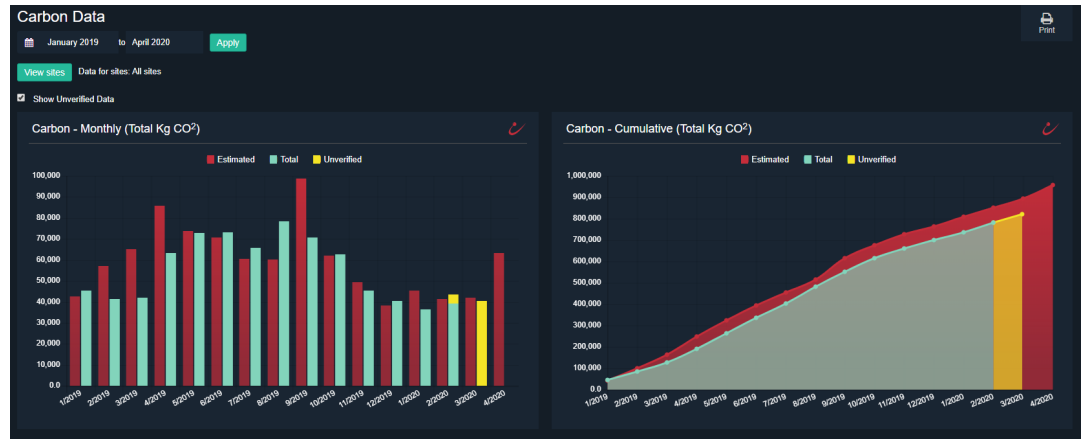 Carbon Data
Print
January 2019 to April 2020 Apply
View sites Data for sites: All sites
Show Unverified Data
Carbon - Monthly (Total Kg CO²)
Estimated Total Unverified
100,000
90,000
80,000
70,000
60,000
50,000
40,000
30,000
20,000
10,000
0.0
1/2019 2/2019 3/2019 4/2019 5/2019 6/2019 7/2019 8/2019 9/2019 10/2019 11/2019 12/2019 1/2020 2/2020 3/2020 4/2020
Carbon - Cumulative (Total Kg CO²)
Estimated Total Unverified
1,000,000
900,000
800,000
700,000
600,000
500,000
400,000
300,000
200,000
100,000
0.0
1/2019 2/2019 3/2019 4/2019 5/2019 6/2019 7/2019 8/2019 9/2019 10/2019 11/2019 12/2019 1/2020 2/2020 3/2020 4/2020